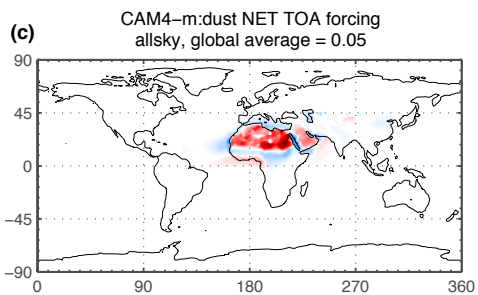 (c)
CAM4−m:dust NET TOA forcing
allsky, global average = 0.05
90
45
0
−45
−90
0 90 180 270 360